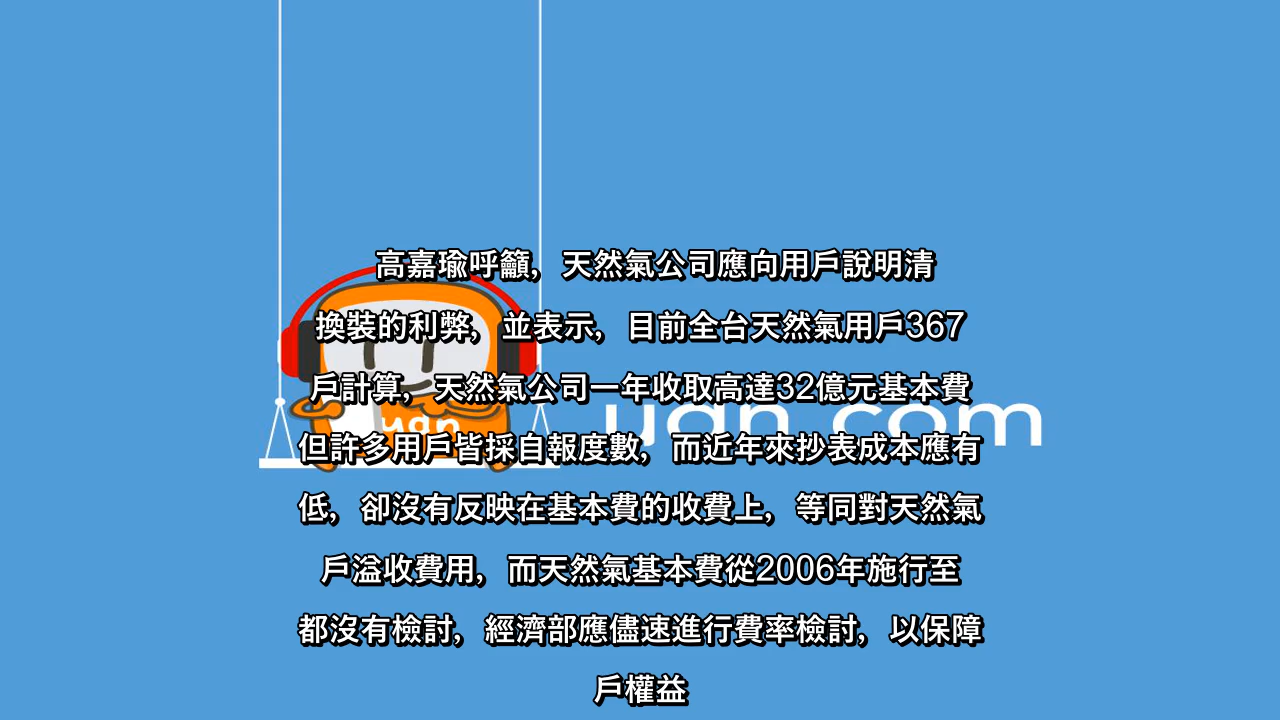 高嘉瑜呼籲，天然氣公司應向用戶說明清
換裝的利弊，並表示，目前全台天然氣用戶367
戶計算，天然氣公司一年收取高達32億元基本費
但許多用戶皆採自報度數，而近年來抄表成本應有
低，卻沒有反映在基本費的收費上，等同對天然氣
戶溢收費用，而天然氣基本費從2006年施行至
都沒有檢討，經濟部應儘速進行費率檢討，以保障
戶權益
udn
udn.com